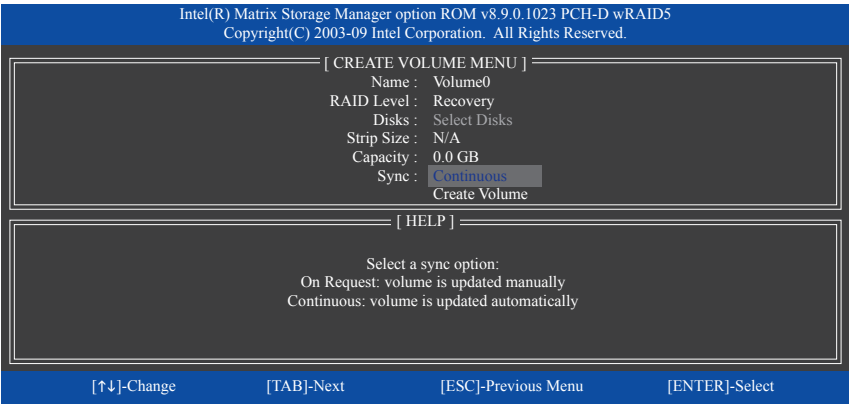 Intel(R) Matrix Storage Manager option ROM v8.9.0.1023 PCH-D wRAID5
Copyright(C) 2003-09 Intel Corporation. All Rights Reserved.
[ CREATE VOLUME MENU ]
Name : Volume0
RAID Level : Recovery
Disks : Select Disks
Strip Size : N/A
Capacity : 0.0 GB
Sync : Continuous
Create Volume
[ HELP ]
Select a sync option:
On Request: volume is updated manually
Continuous: volume is updated automatically
[↑↓]-Change [TAB]-Next [ESC]-Previous Menu [ENTER]-Select